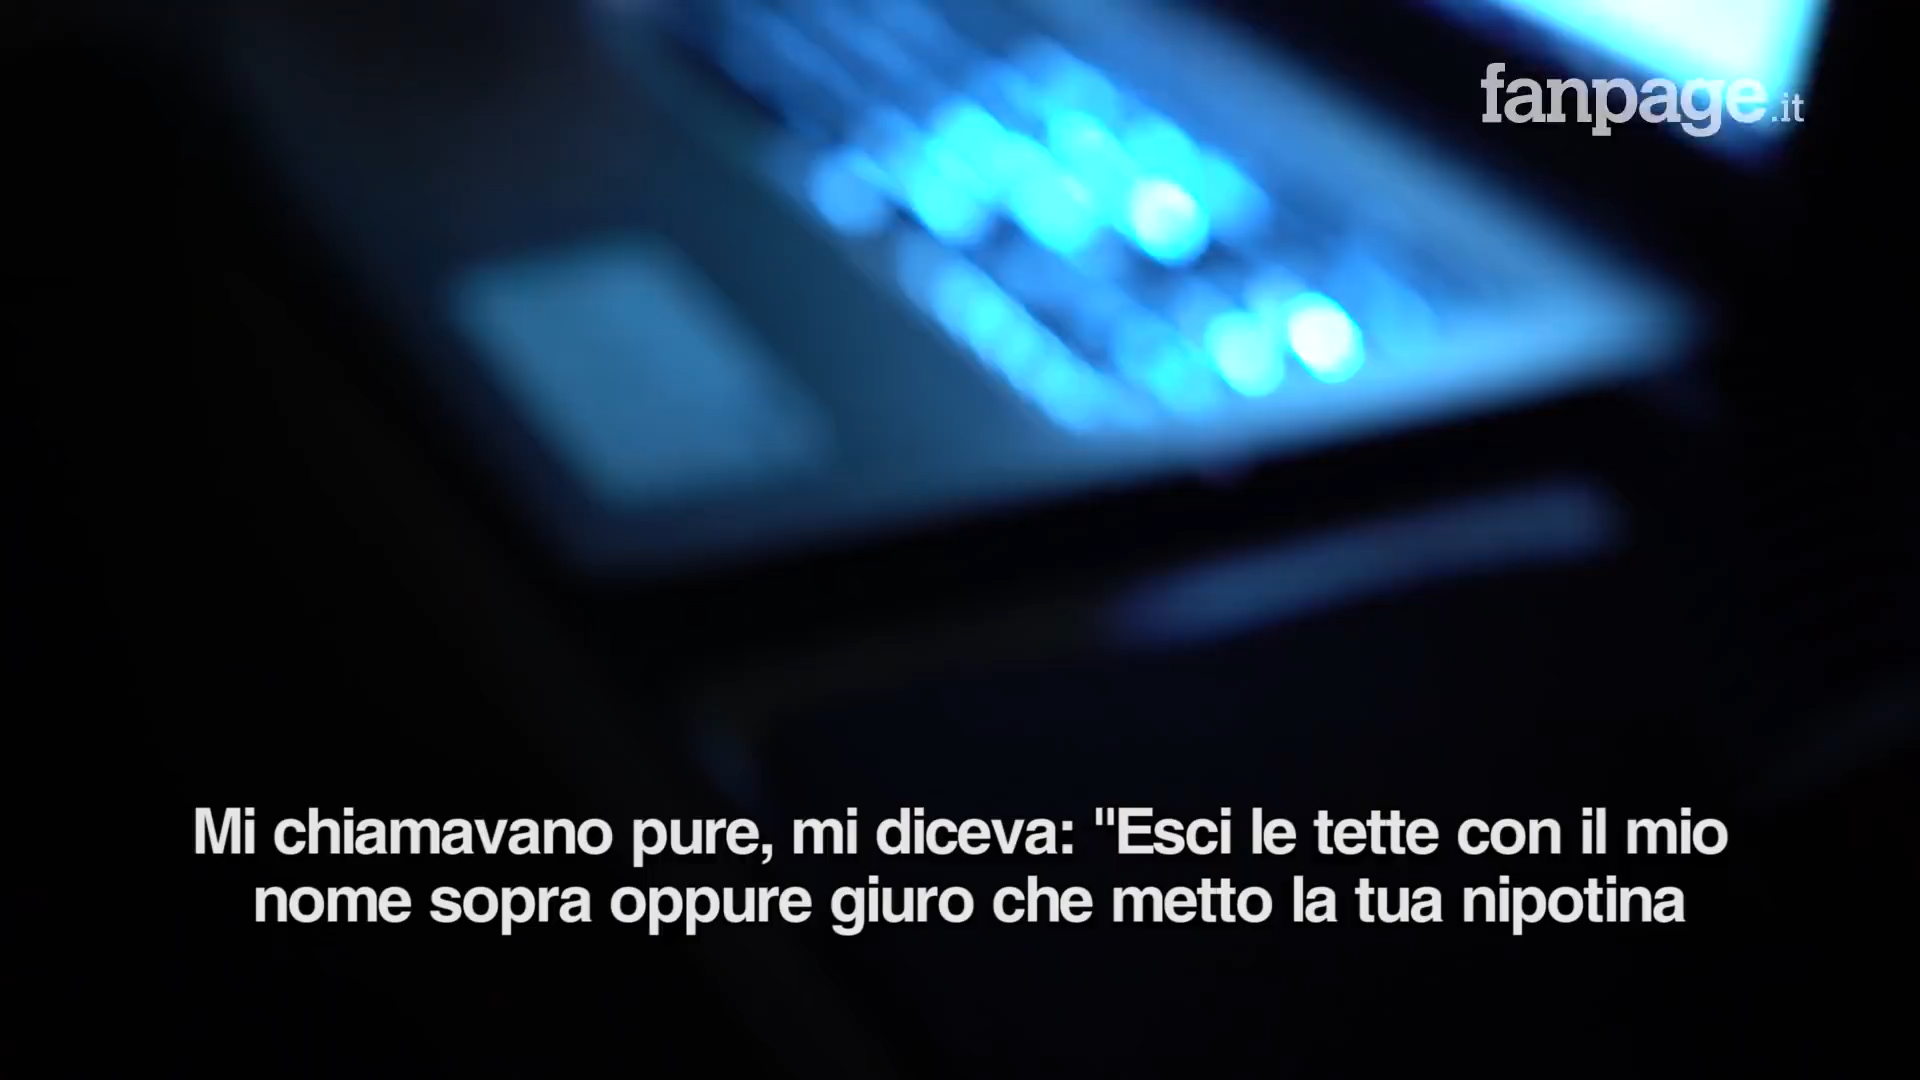 fanpage.it
Mi chiamavano pure, mi diceva: "Esci le tette con il mio
nome sopra oppure giuro che metto la tua nipotina